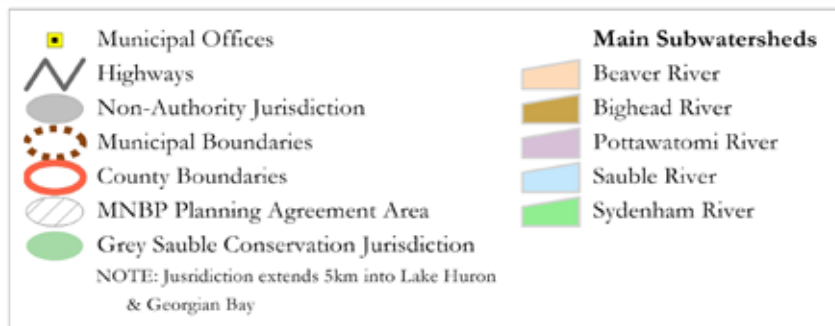 Municipal Offices
Highways
Non-Authority Jurisdiction
Municipal Boundaries
County Boundaries
MNBP Planning Agreement Area
Grey Sauble Conservation Jurisdiction
NOTE: Jusridiction extends 5km into Lake Huron
& Georgian Bay
Main Subwatersheds
Beaver River
Bighead River
Pottawatomi River
Sauble River
Sydenham River